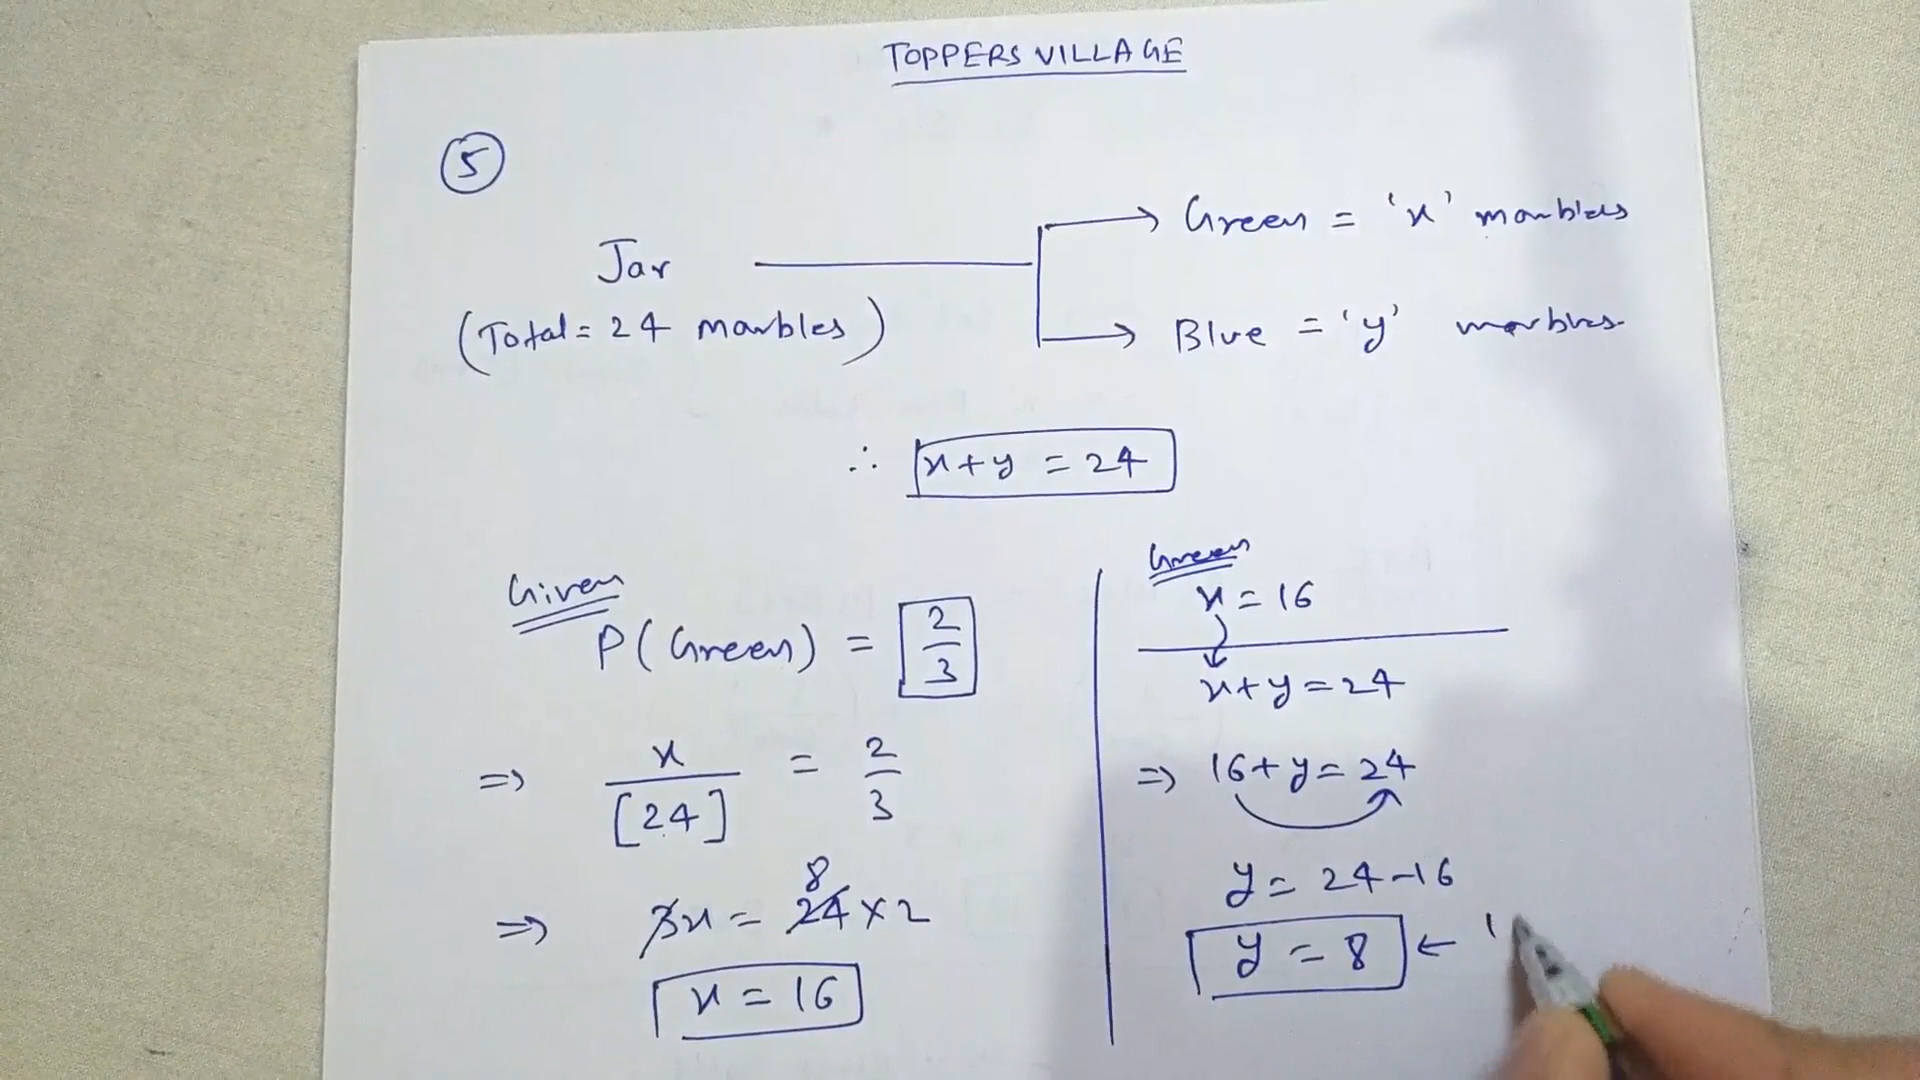 TOPPERS VILLAGE
5
Jar
(Total = 24 marbles)
Green = 'x' marbles
Blue = 'y' marbles
∴ x+y = 24
Given
P(Green) = 2/3
=> x/[24] = 2/3
=> 3x = 24 × 2
8
x = 16
Green
x = 16
x+y = 24
=> 16+y = 24
y = 24-16
y = 8 ←